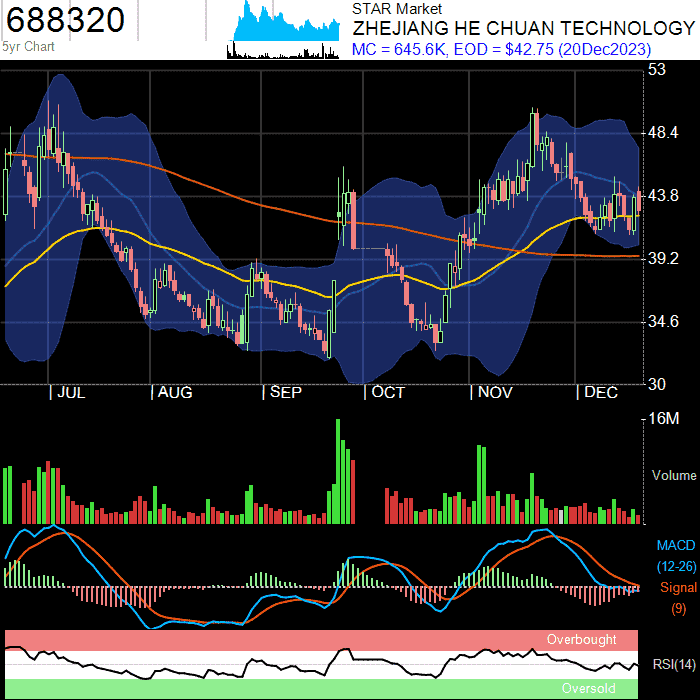 688320
5yr Chart
STAR Market
ZHEJIANG HE CHUAN TECHNOLOGY
MC = 645.6K, EOD = $42.75 (20Dec2023)
53
48.4
43.8
39.2
34.6
30
JUL
AUG
SEP
OCT
NOV
DEC
16M
Volume
MACD
(12-26)
Signal
(9)
Overbought
RSI(14)
Oversold